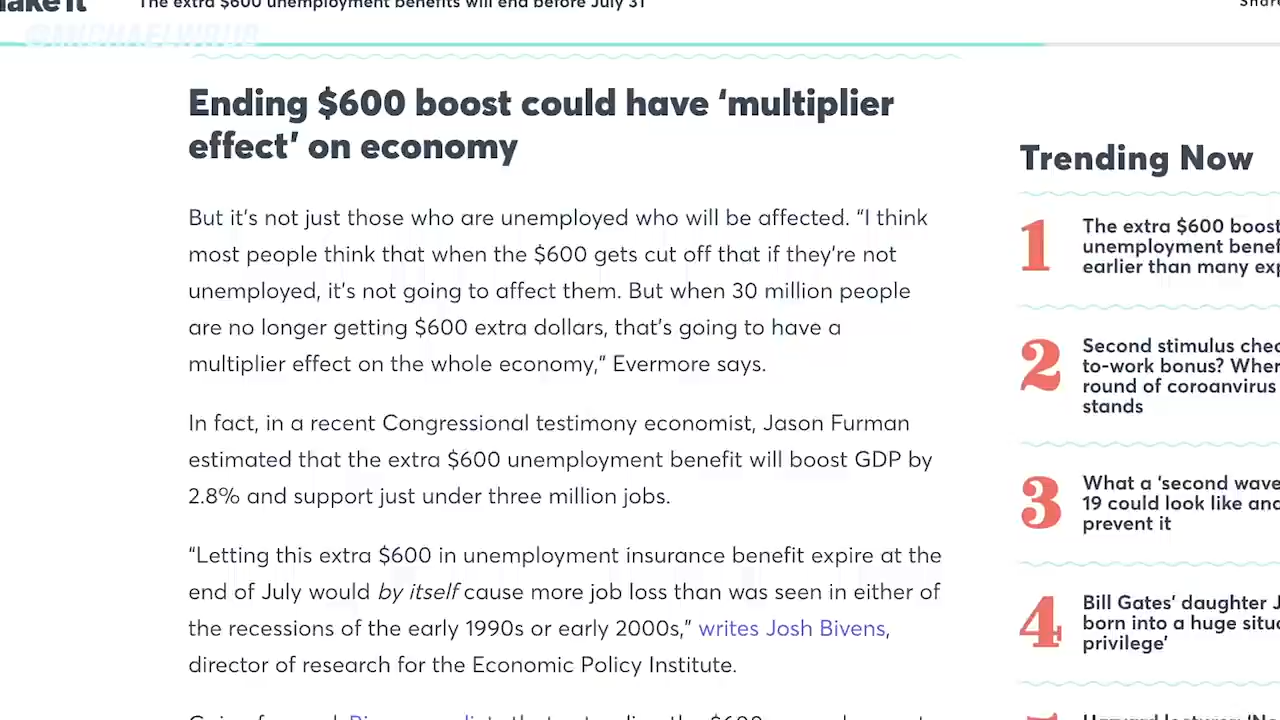 The extra $600 unemployment benefits will end before July 31
Share
@MICHAELWRUB
Ending $600 boost could have ‘multiplier
effect’ on economy
But it’s not just those who are unemployed who will be affected. “I think
most people think that when the $600 gets cut off that if they’re not
unemployed, it’s not going to affect them. But when 30 million people
are no longer getting $600 extra dollars, that’s going to have a
multiplier effect on the whole economy,” Evermore says.
In fact, in a recent Congressional testimony economist, Jason Furman
estimated that the extra $600 unemployment benefit will boost GDP by
2.8% and support just under three million jobs.
“Letting this extra $600 in unemployment insurance benefit expire at the
end of July would by itself cause more job loss than was seen in either of
the recessions of the early 1990s or early 2000s,” writes Josh Bivens,
director of research for the Economic Policy Institute.
Trending Now
1
The extra $600 boost
unemployment benef
earlier than many exp
2
Second stimulus chec
to-work bonus? Wher
round of coroanvirus
stands
3
What a ‘second wave
19 could look like and
prevent it
4
Bill Gates’ daughter J
born into a huge situ
privilege’